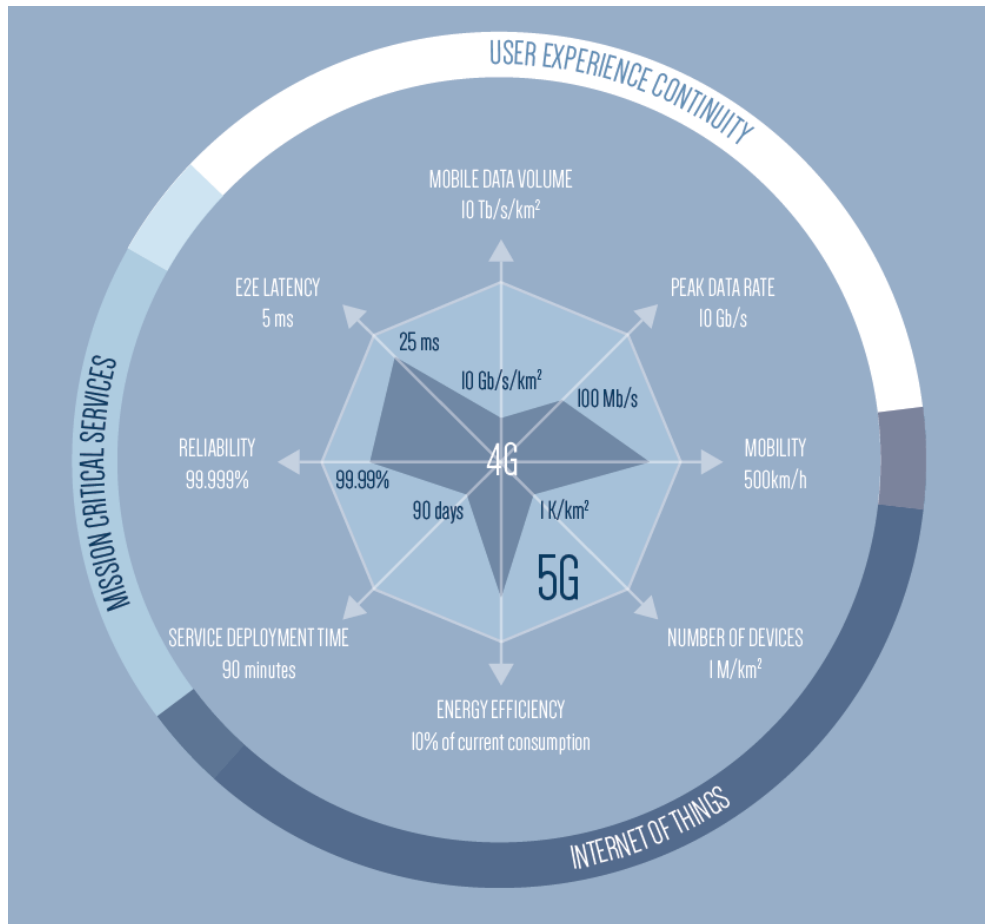 USER EXPERIENCE CONTINUITY
MOBILE DATA VOLUME
10 Tb/s/km²
E2E LATENCY
5 ms
PEAK DATA RATE
10 Gb/s
25 ms
10 Gb/s/km²
100 Mb/s
MISSION CRITICAL SERVICES
RELIABILITY
99.999%
4G
MOBILITY
500km/h
99.99%
90 days
1 K/km²
5G
SERVICE DEPLOYMENT TIME
90 minutes
NUMBER OF DEVICES
1 M/km²
ENERGY EFFICIENCY
10% of current consumption
INTERNET OF THINGS